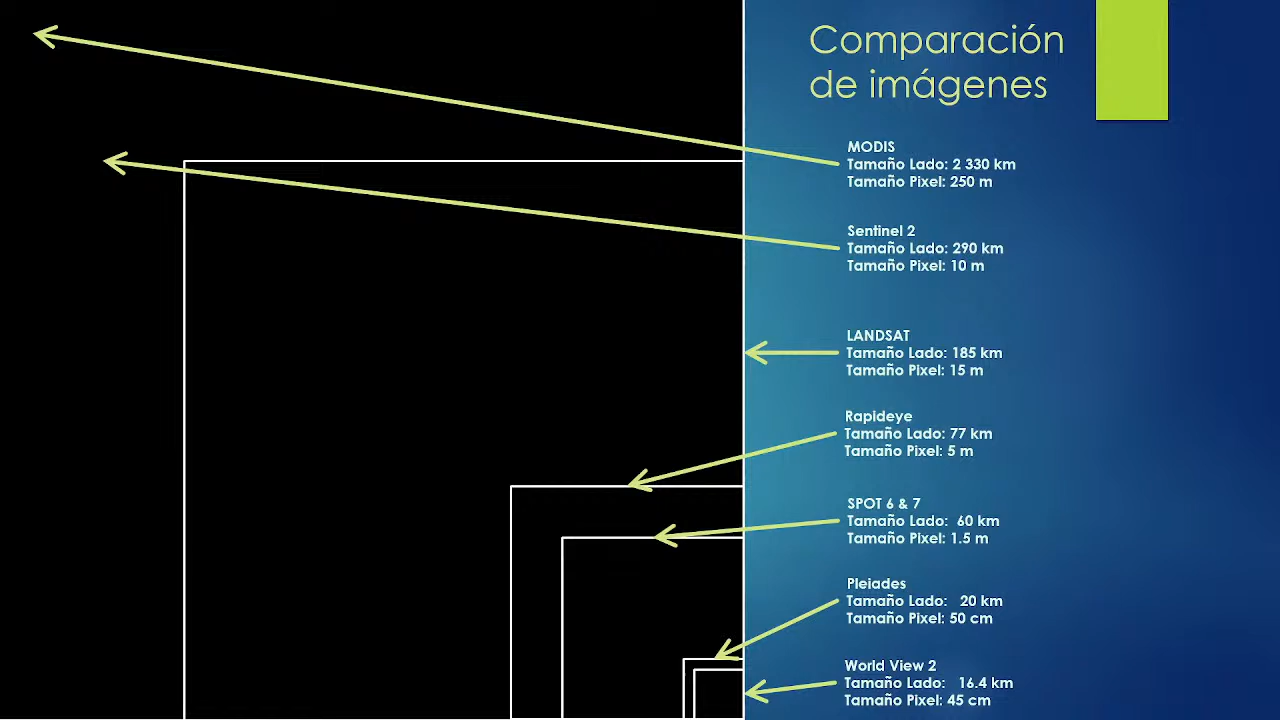 Comparación
de imágenes
MODIS
Tamaño Lado: 2 330 km
Tamaño Pixel: 250 m
Sentinel 2
Tamaño Lado: 290 km
Tamaño Pixel: 10 m
LANDSAT
Tamaño Lado: 185 km
Tamaño Pixel: 15 m
Rapideye
Tamaño Lado: 77 km
Tamaño Pixel: 5 m
SPOT 6 & 7
Tamaño Lado: 60 km
Tamaño Pixel: 1.5 m
Pleiades
Tamaño Lado: 20 km
Tamaño Pixel: 50 cm
World View 2
Tamaño Lado: 16.4 km
Tamaño Pixel: 45 cm